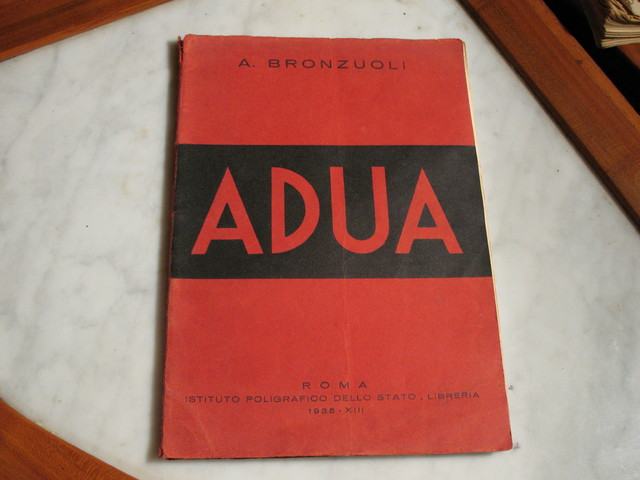 A. BRONZUOLI
ADUA
ROMA
ISTITUTO POLIGRAFICO DELLO STATO, LIBRERIA
1935 - XIII